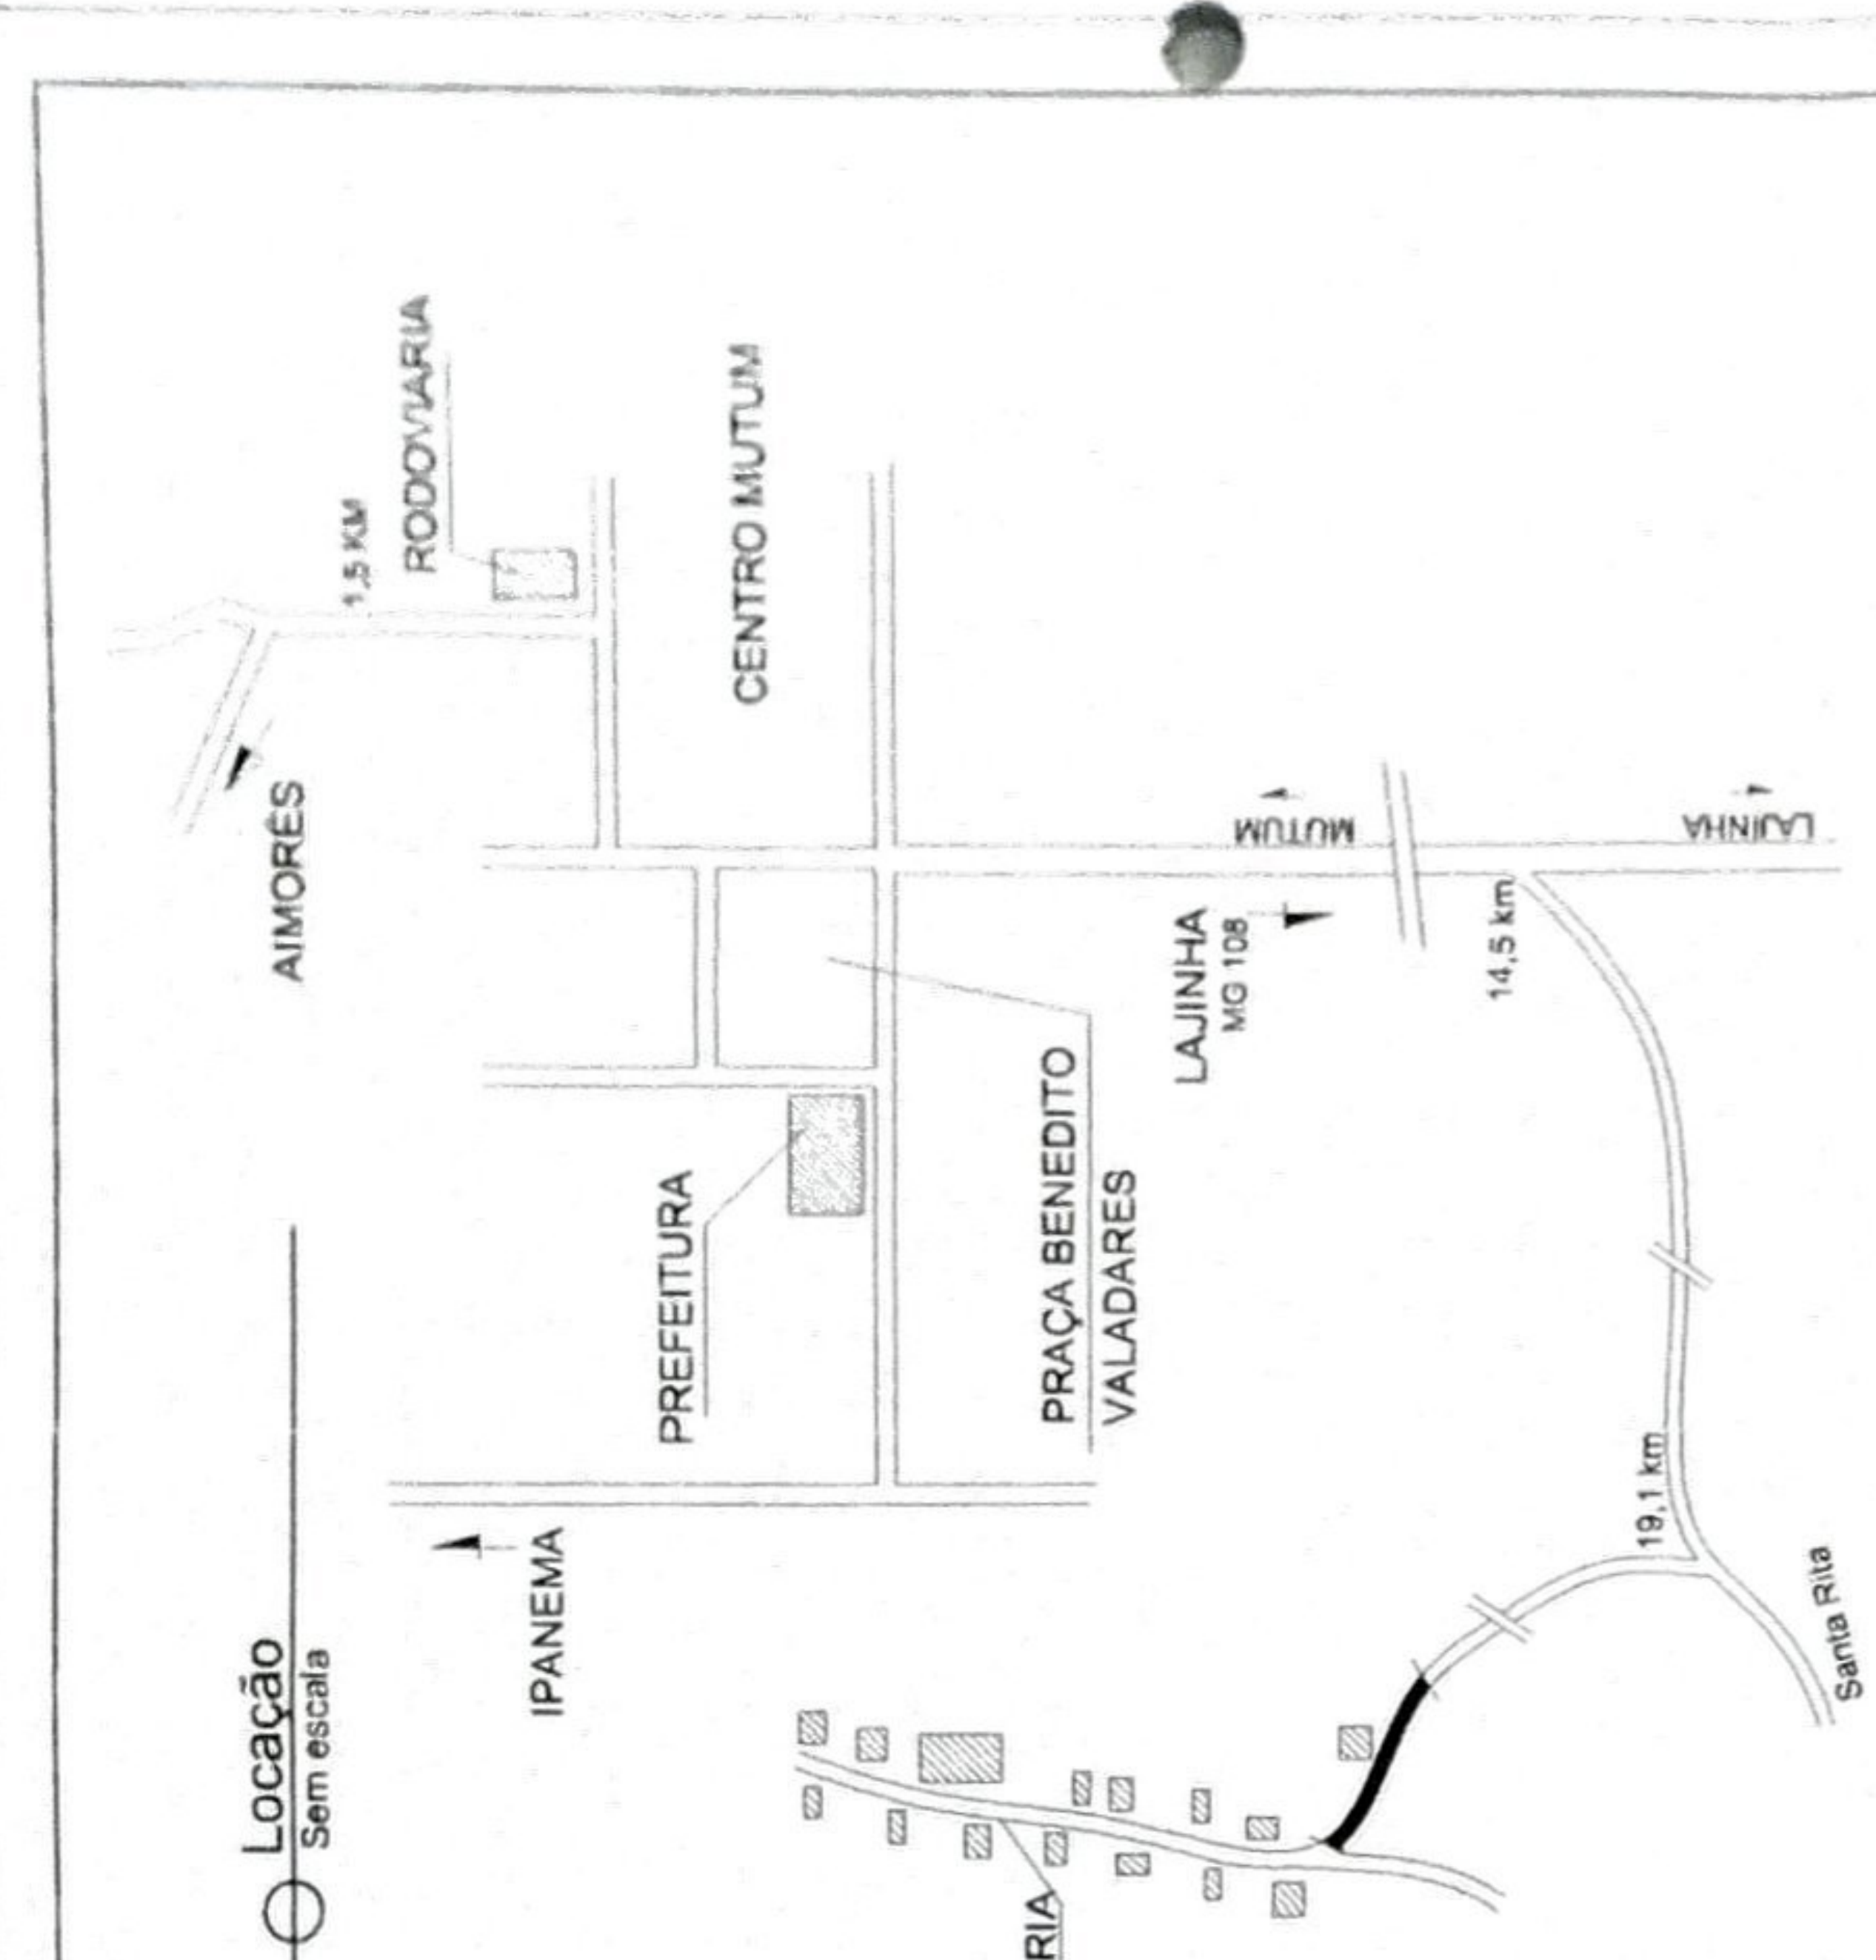 Locação
Sem escala
AIMORÉS
1,5 KM
RODOVIARIA
IPANEMA
PREFEITURA
CENTRO MUTUM
PRAÇA BENEDITO
VALADARES
LAJINHA
MG 108
MUTUM
14,5 km
19,1 km
LAJINHA
Santa Rita
RIA